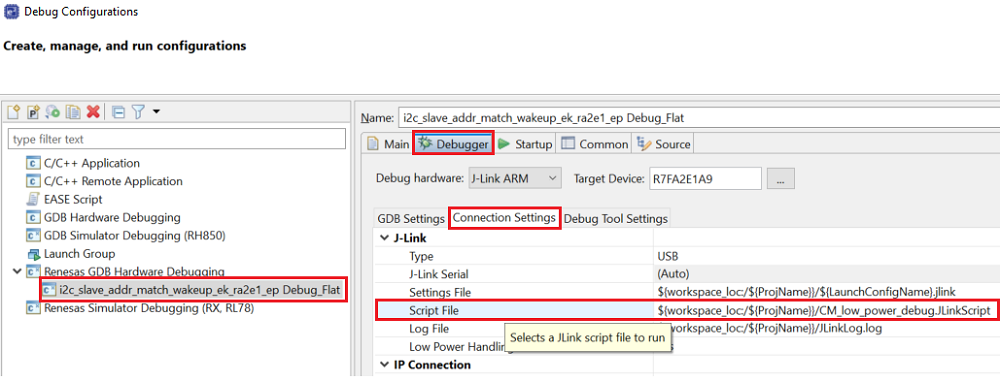 Debug Configurations
Create, manage, and run configurations
type filter text
C/C++ Application
C/C++ Remote Application
EASE Script
GDB Hardware Debugging
GDB Simulator Debugging (RH850)
Launch Group
Renesas GDB Hardware Debugging
i2c_slave_addr_match_wakeup_ek_ra2e1_ep Debug_Flat
Renesas Simulator Debugging (RX, RL78)
Name: i2c_slave_addr_match_wakeup_ek_ra2e1_ep Debug_Flat
Main Debugger Startup Common Source
Debug hardware: J-Link ARM Target Device: R7FA2E1A9 ...
GDB Settings Connection Settings Debug Tool Settings
J-Link
Type USB
J-Link Serial (Auto)
Settings File ${workspace_loc:/${ProjName}}/${LaunchConfigName}.jlink
Script File ${workspace_loc:/${ProjName}}/CM_low_power_debug.JLinkScript
Log File ${workspace_loc:/${ProjName}}/JLinkLog.log
Selects a JLink script file to run
Low Power Handling
IP Connection